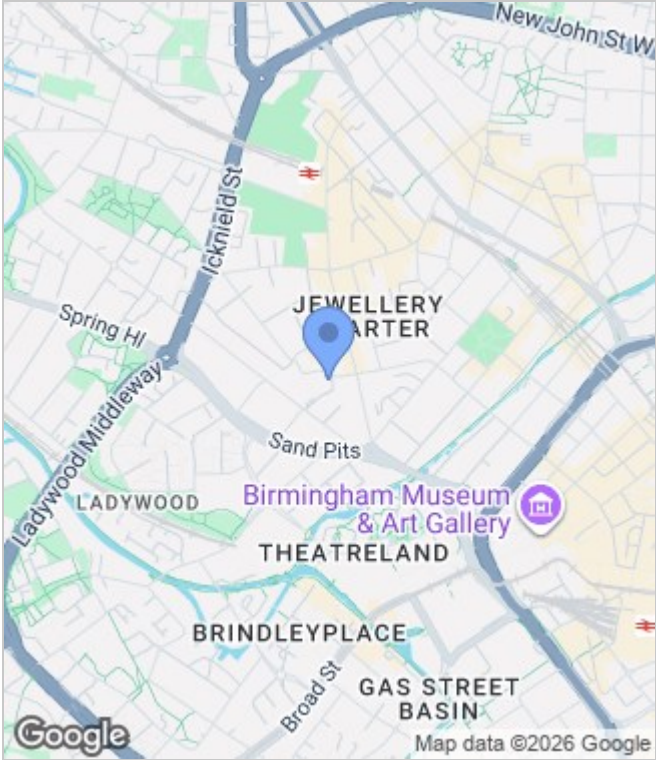 New John St W
Icknield St
JEWELLERY
ARTER
Spring Hl
Ladywood Middleway
Sand Pits
LADYWOOD
Birmingham Museum
& Art Gallery
THEATRELAND
BRINDLEYPLACE
Broad St
GAS STREET
BASIN
Google
Map data ©2026 Google